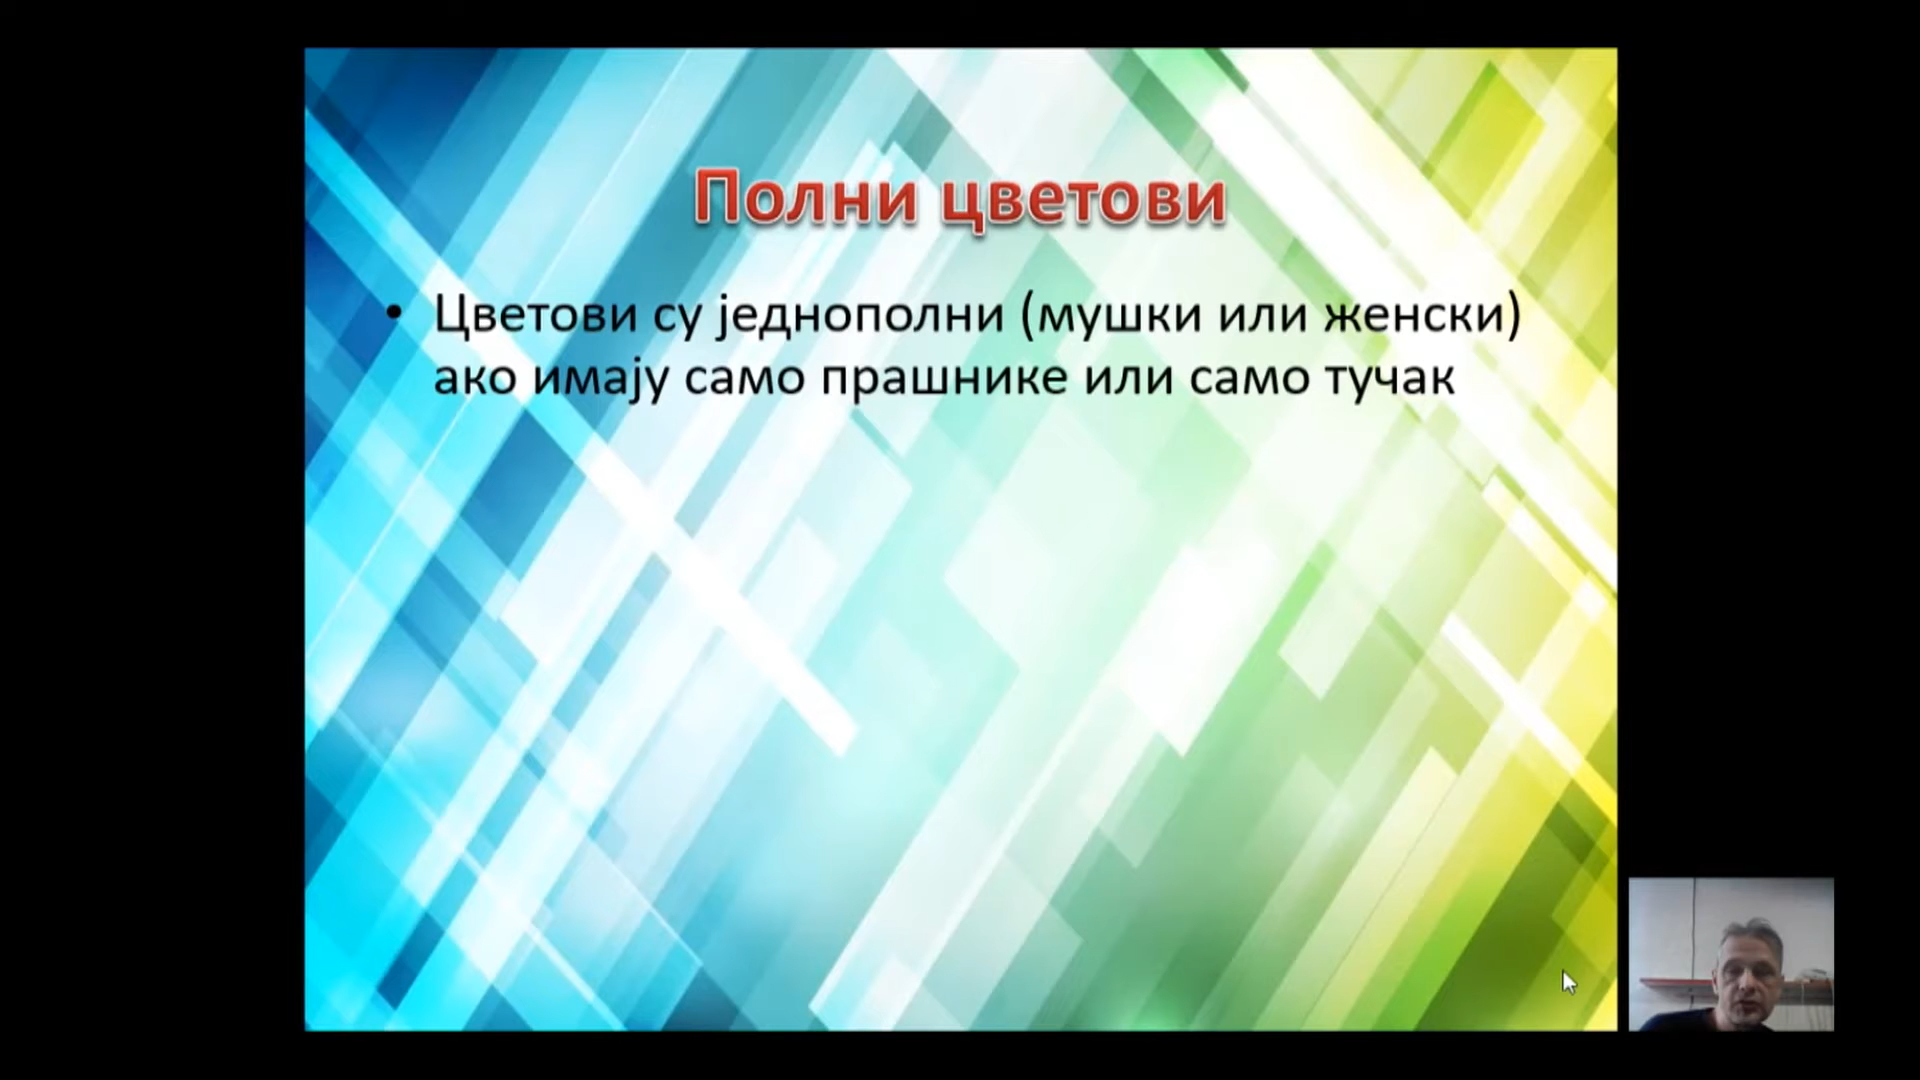 Полни цветови
• Цветови су једнополни (мушки или женски)
ако имају само прашнике или само тучак